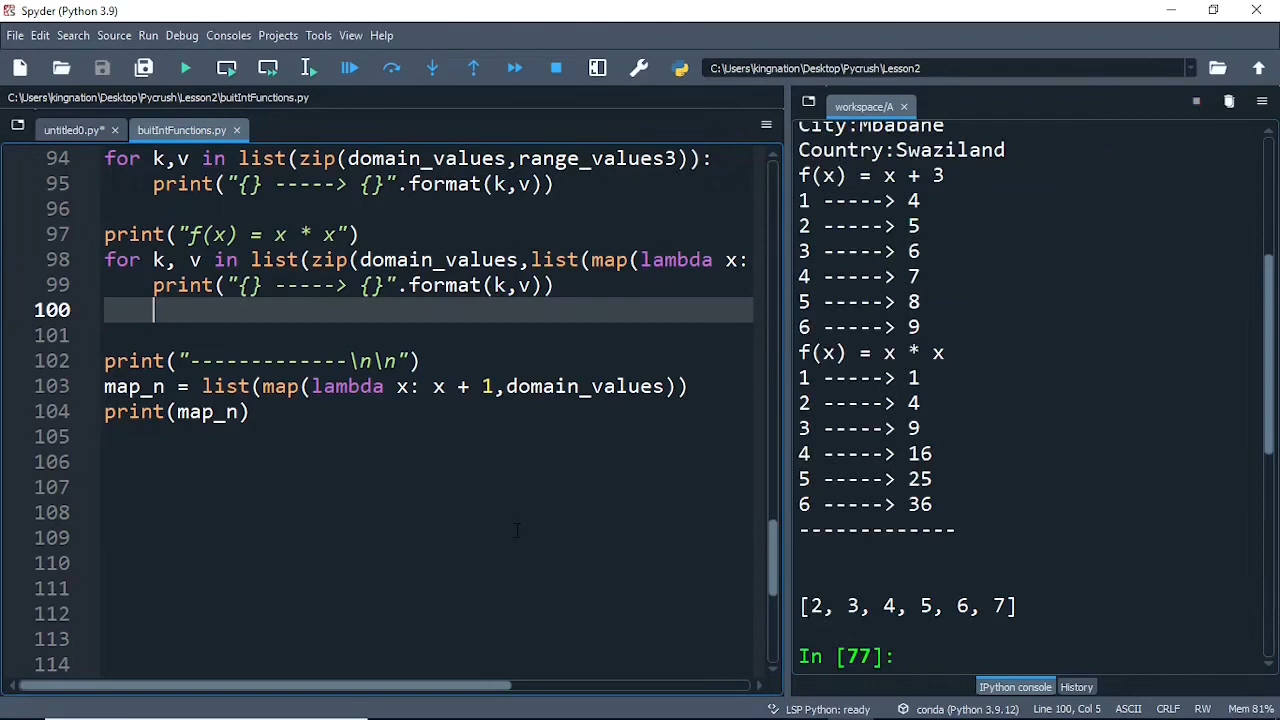 Spyder (Python 3.9)
File Edit Search Source Run Debug Consoles Projects Tools View Help
C:\Users\kingnation\Desktop\Pycrush\Lesson2
C:\Users\kingnation\Desktop\Pycrush\Lesson2\buitIntFunctions.py
untitled0.py*
buitIntFunctions.py
94 for k,v in list(zip(domain_values,range_values3)):
95     print("{} -----> {}".format(k,v))
96
97 print("f(x) = x * x")
98 for k, v in list(zip(domain_values,list(map(lambda x:
99     print("{} -----> {}".format(k,v))
100
101
102 print("-------------\n\n")
103 map_n = list(map(lambda x: x + 1,domain_values))
104 print(map_n)
105
106
107
108
109
110
111
112
113
114
workspace/A
City:Mbabane
Country:Swaziland
f(x) = x + 3
1 -----> 4
2 -----> 5
3 -----> 6
4 -----> 7
5 -----> 8
6 -----> 9
f(x) = x * x
1 -----> 1
2 -----> 4
3 -----> 9
4 -----> 16
5 -----> 25
6 -----> 36
-------------
[2, 3, 4, 5, 6, 7]
In [77]:
IPython console History
LSP Python: ready conda (Python 3.9.12) Line 100, Col 5 ASCII CRLF RW Mem 81%